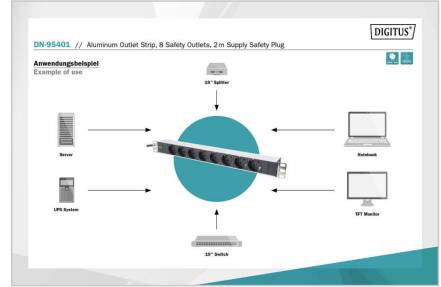 DIGITUS®
DN-95401 // Aluminum Outlet Strip, 8 Safety Outlets, 2 m Supply Safety Plug
Anwendungsbeispiel
Example of use
19" Splitter
Server
Notebook
UPS System
TFT Monitor
19" Switch